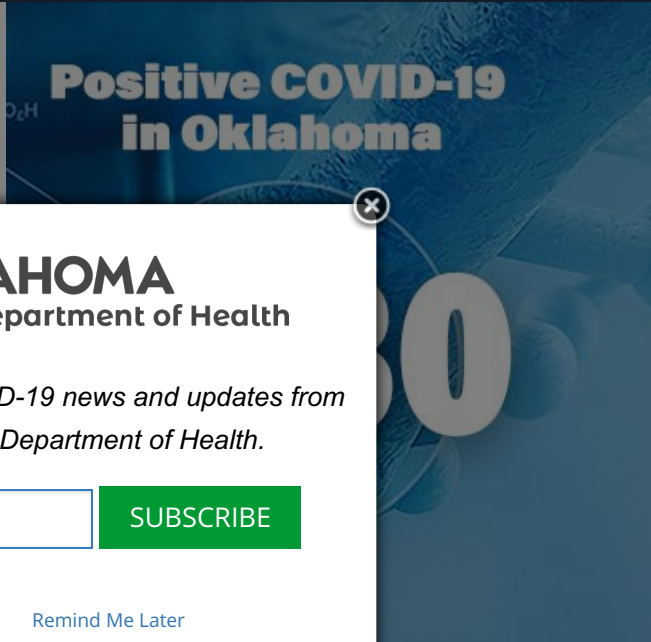 Positive COVID-19
in Oklahoma
AHOMA
epartment of Health
D-19 news and updates from
Department of Health.
SUBSCRIBE
Remind Me Later
0